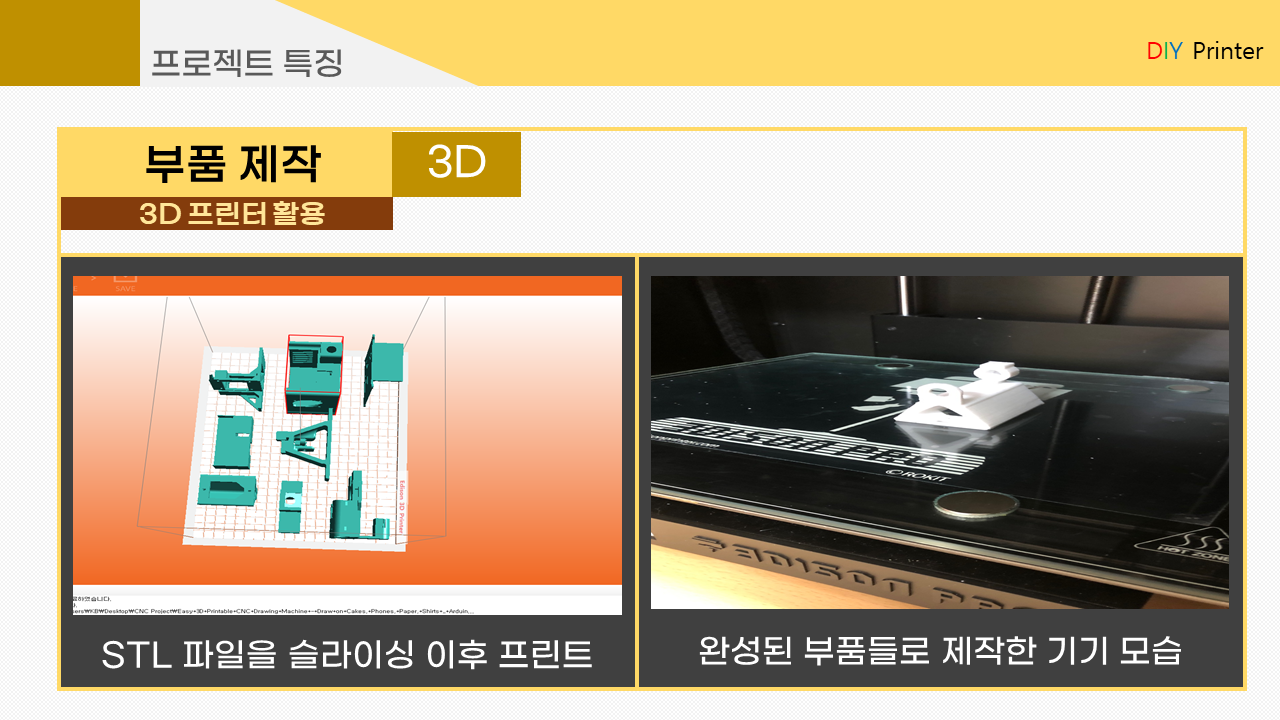 프로젝트 특징
DIY Printer
부품 제작
3D
3D 프린터 활용
SAVE
Edison 3D Printer
ers₩KB₩Desktop₩CNC Project₩Easy+3D+Printable+CNC+Drawing+Machine+-+Draw+on+Cakes,+Phones,+Paper,+Shirts+,+Arduin...
© ROKIT
HOT ZONE
STL 파일을 슬라이싱 이후 프린트
완성된 부품들로 제작한 기기 모습